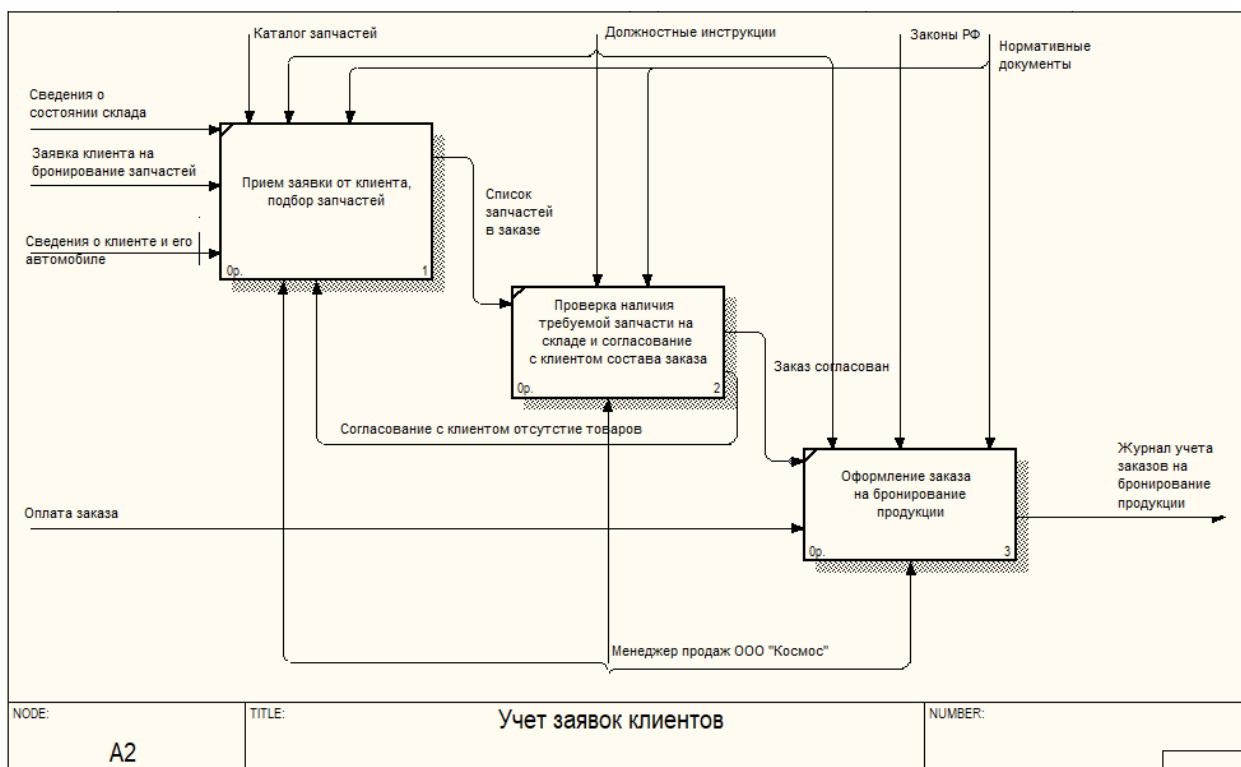 Каталог запчастей
Должностные инструкции
Законы РФ
Нормативные
документы
Сведения о
состоянии склада
Заявка клиента на
бронирование запчастей
Сведения о клиенте и его
автомобиле
Прием заявки от клиента,
подбор запчастей
0р.
1
Список
запчастей
в заказе
Проверка наличия
требуемой запчасти на
складе и согласование
с клиентом состава заказа
0р.
2
Заказ согласован
Согласование с клиентом отсутстие товаров
Оформление заказа
на бронирование
продукции
0р.
3
Журнал учета
заказов на
бронирование
продукции
Оплата заказа
Менеджер продаж ООО "Космос"
NODE:
A2
TITLE:
Учет заявок клиентов
NUMBER: